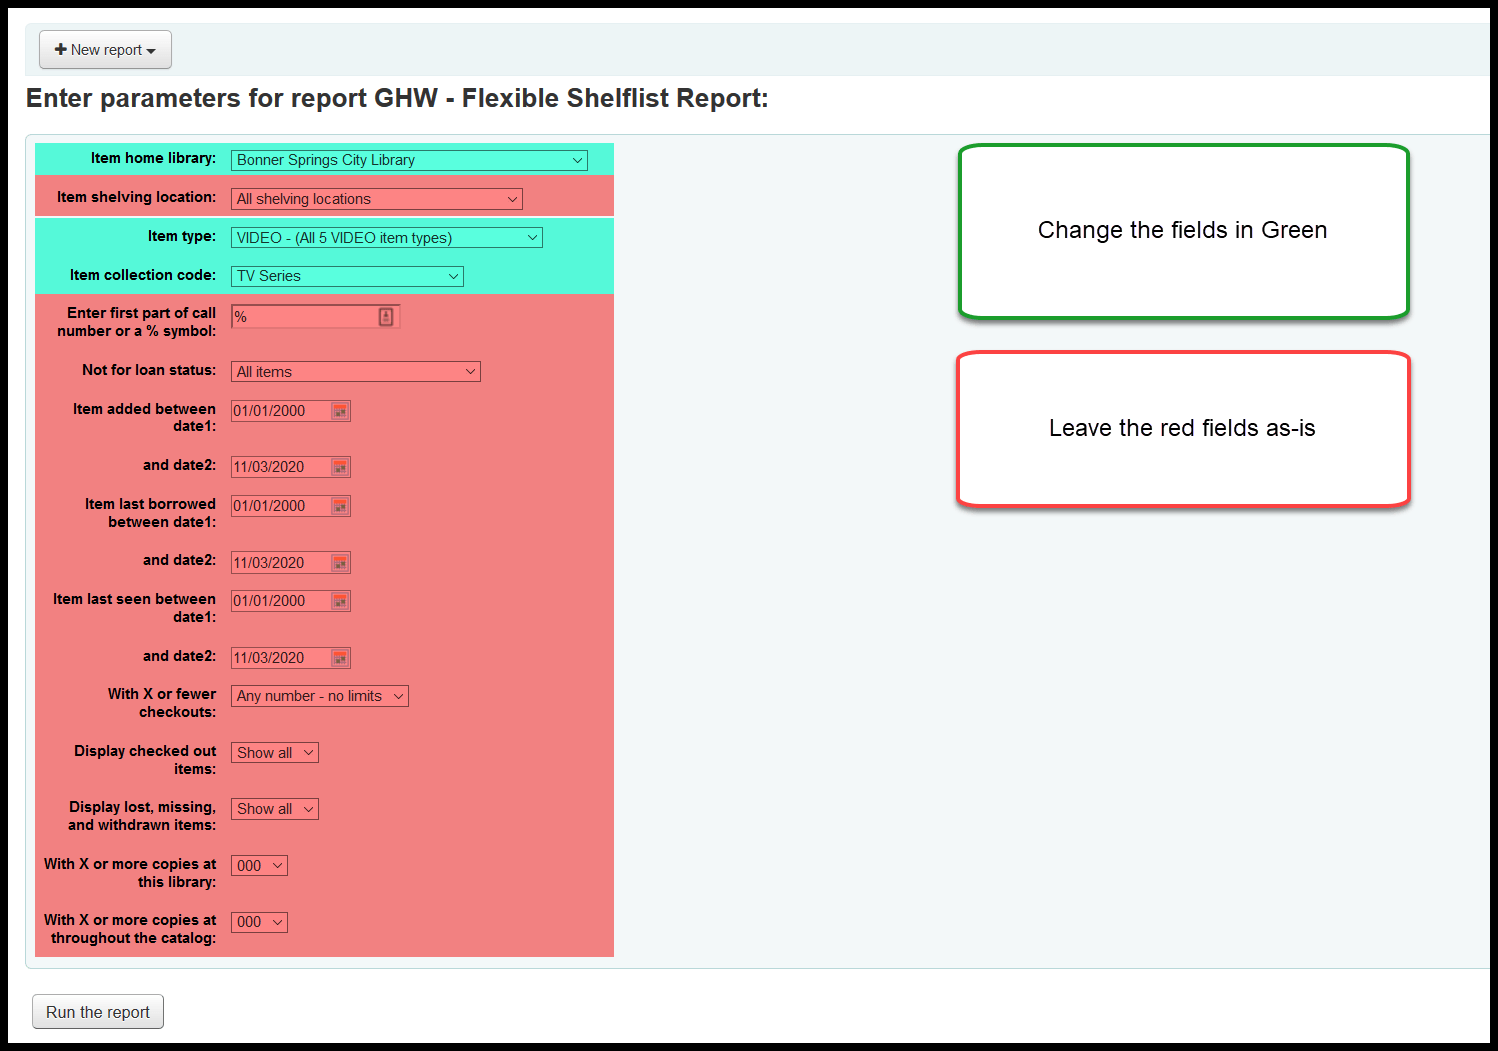 New report
Enter parameters for report GHW - Flexible Shelflist Report:
Item home library: Bonner Springs City Library
Item shelving location: All shelving locations
Item type: VIDEO - (All 5 VIDEO item types)
Item collection code: TV Series
Enter first part of call
number or a % symbol: %
Not for loan status: All items
Item added between
date1: 01/01/2000
and date2: 11/03/2020
Item last borrowed
between date1: 01/01/2000
and date2: 11/03/2020
Item last seen between
date1: 01/01/2000
and date2: 11/03/2020
With X or fewer
checkouts: Any number - no limits
Display checked out
items: Show all
Display lost, missing,
and withdrawn items: Show all
With X or more copies at
this library: 000
With X or more copies at
throughout the catalog: 000
Run the report
Change the fields in Green
Leave the red fields as-is